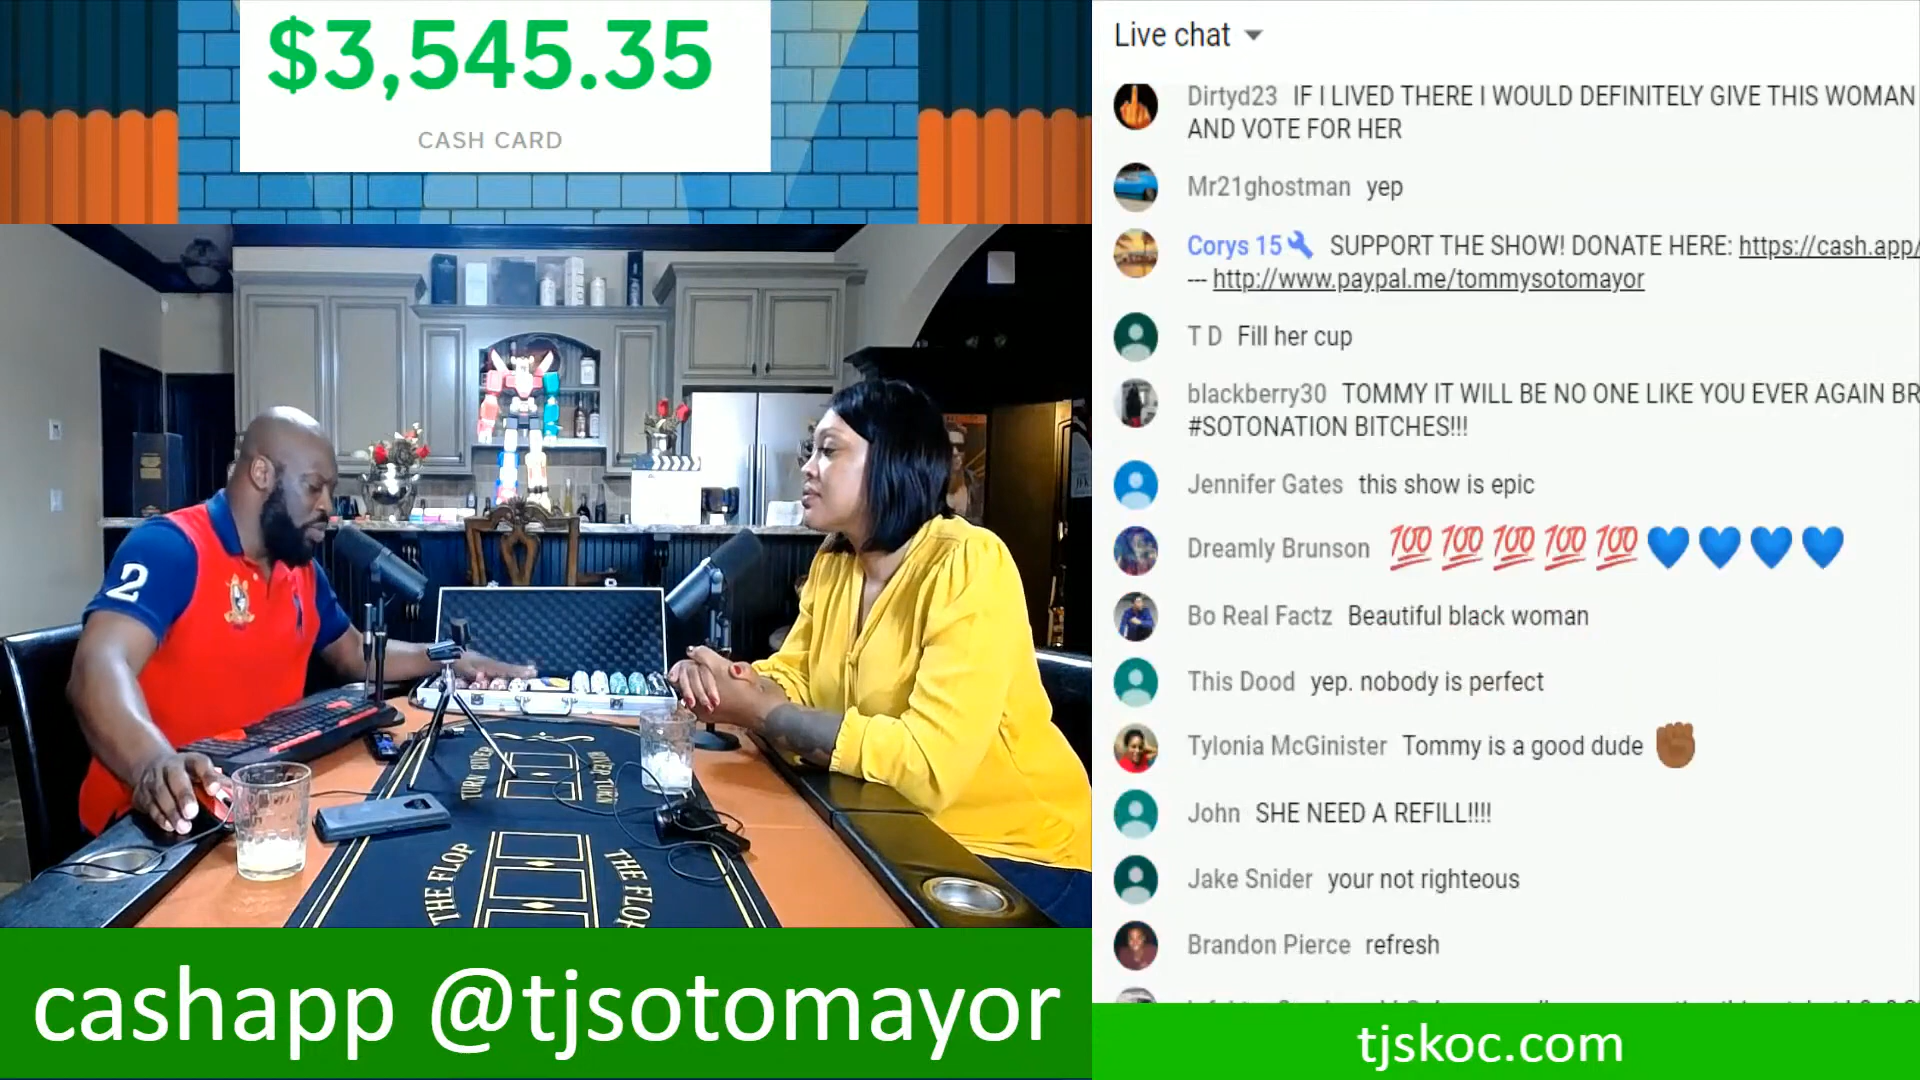 $3,545.35
CASH CARD
2
TURN RIVER
THE FLOP
THE FLOP
cashapp @tjsotomayor
Live chat
Dirtyd23 IF I LIVED THERE I WOULD DEFINITELY GIVE THIS WOMAN
AND VOTE FOR HER
Mr21ghostman yep
Corys 15 SUPPORT THE SHOW! DONATE HERE: https://cash.app/
--- http://www.paypal.me/tommysotomayor
T D Fill her cup
blackberry30 TOMMY IT WILL BE NO ONE LIKE YOU EVER AGAIN BR
#SOTONATION BITCHES!!!
Jennifer Gates this show is epic
Dreamly Brunson 💯💯💯💯💯💙💙💙💙
Bo Real Factz Beautiful black woman
This Dood yep. nobody is perfect
Tylonia McGinister Tommy is a good dude ✊🏾
John SHE NEED A REFILL!!!!
Jake Snider your not righteous
Brandon Pierce refresh
tjskoc.com